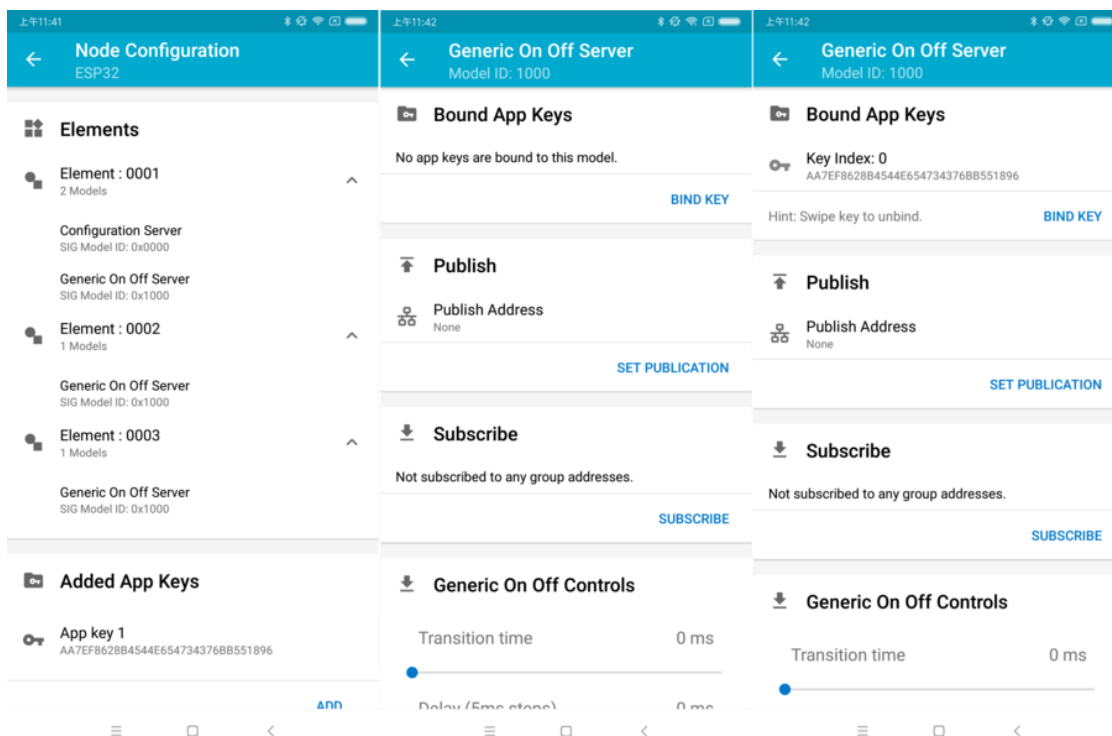 上午11:41
Node Configuration
ESP32
Elements
Element : 0001
2 Models
Configuration Server
SIG Model ID: 0x0000
Generic On Off Server
SIG Model ID: 0x1000
Element : 0002
1 Models
Generic On Off Server
SIG Model ID: 0x1000
Element : 0003
1 Models
Generic On Off Server
SIG Model ID: 0x1000
Added App Keys
App key 1
AA7EF8628B4544E654734376BB551896
ADD
上午11:42
Generic On Off Server
Model ID: 1000
Bound App Keys
No app keys are bound to this model.
BIND KEY
Publish
Publish Address
None
SET PUBLICATION
Subscribe
Not subscribed to any group addresses.
SUBSCRIBE
Generic On Off Controls
Transition time 0 ms
Delay (5ms steps) 0 ms
上午11:42
Generic On Off Server
Model ID: 1000
Bound App Keys
Key Index: 0
AA7EF8628B4544E654734376BB551896
Hint: Swipe key to unbind. BIND KEY
Publish
Publish Address
None
SET PUBLICATION
Subscribe
Not subscribed to any group addresses.
SUBSCRIBE
Generic On Off Controls
Transition time 0 ms